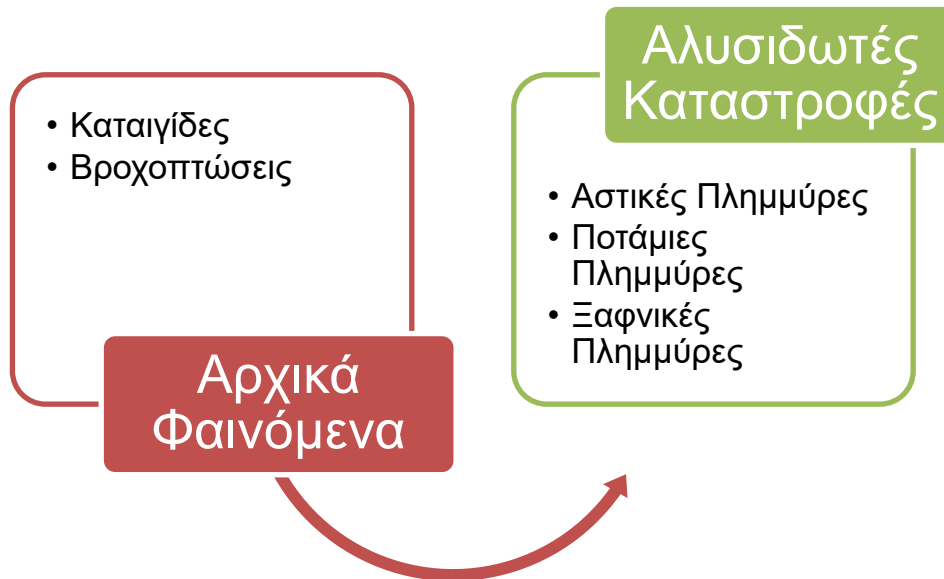 • Καταιγίδες
• Βροχοπτώσεις
Αρχικά
Φαινόμενα
Αλυσιδωτές
Καταστροφές
• Αστικές Πλημμύρες
• Ποτάμιες
Πλημμύρες
• Ξαφνικές
Πλημμύρες